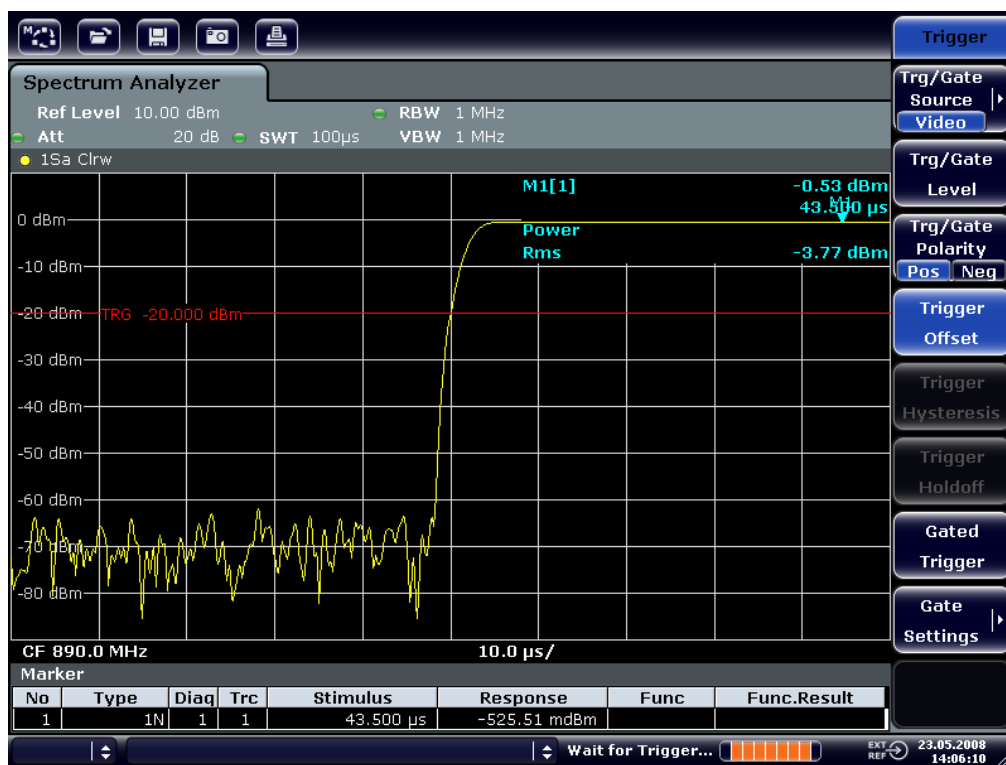 Trigger
Spectrum Analyzer
Ref Level 10.00 dBm RBW 1 MHz
Att 20 dB SWT 100µs VBW 1 MHz
1Sa Clrw
M1[1] -0.53 dBm
43.500 µs
M1
Power
Rms -3.77 dBm
0 dBm
-10 dBm
-20 dBm
TRG -20.000 dBm
-30 dBm
-40 dBm
-50 dBm
-60 dBm
-70 dBm
-80 dBm
CF 890.0 MHz 10.0 µs/
Marker
No Type Diag Trc Stimulus Response Func Func.Result
1 1N 1 1 43.500 µs -525.51 mdBm
Wait for Trigger...
EXT REF
23.05.2008
14:06:10
Trg/Gate
Source
Video
Trg/Gate
Level
Trg/Gate
Polarity
Pos Neg
Trigger
Offset
Trigger
Hysteresis
Trigger
Holdoff
Gated
Trigger
Gate
Settings